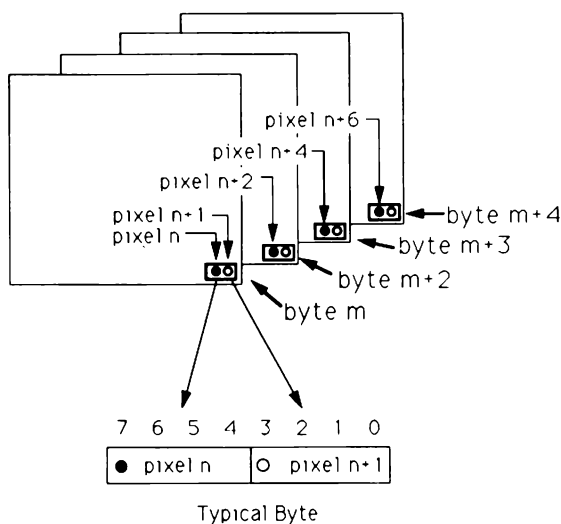 pixel n+6
pixel n+4
pixel n+2
pixel n+1
pixel n
byte m+4
byte m+3
byte m+2
byte m
7 6 5 4 3 2 1 0
pixel n pixel n+1
Typical Byte